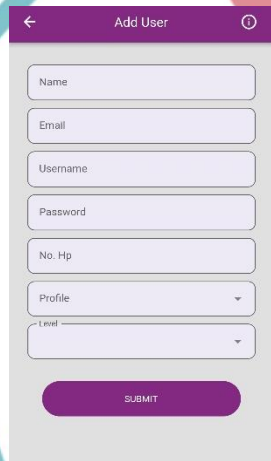 Add User
Name
Email
Username
Password
No. Hp
Profile
Level
SUBMIT